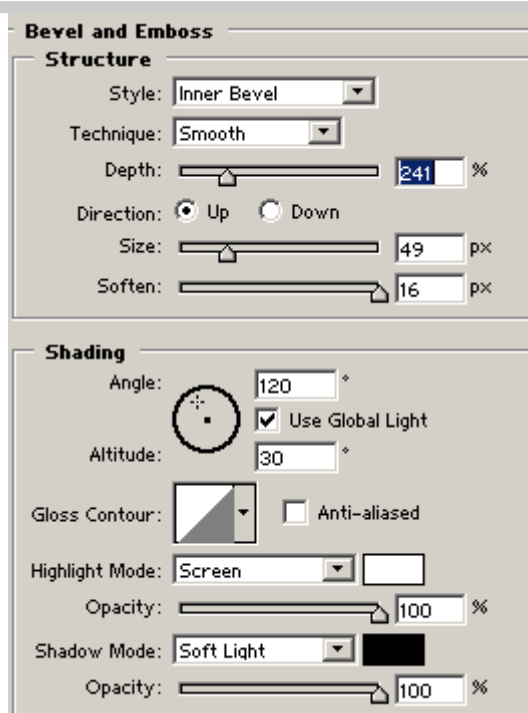 Bevel and Emboss
Structure
Style: Inner Bevel
Technique: Smooth
Depth: 241 %
Direction: Up Down
Size: 49 px
Soften: 16 px
Shading
Angle: 120 °
Use Global Light
Altitude: 30 °
Gloss Contour: Anti-aliased
Highlight Mode: Screen
Opacity: 100 %
Shadow Mode: Soft Light
Opacity: 100 %